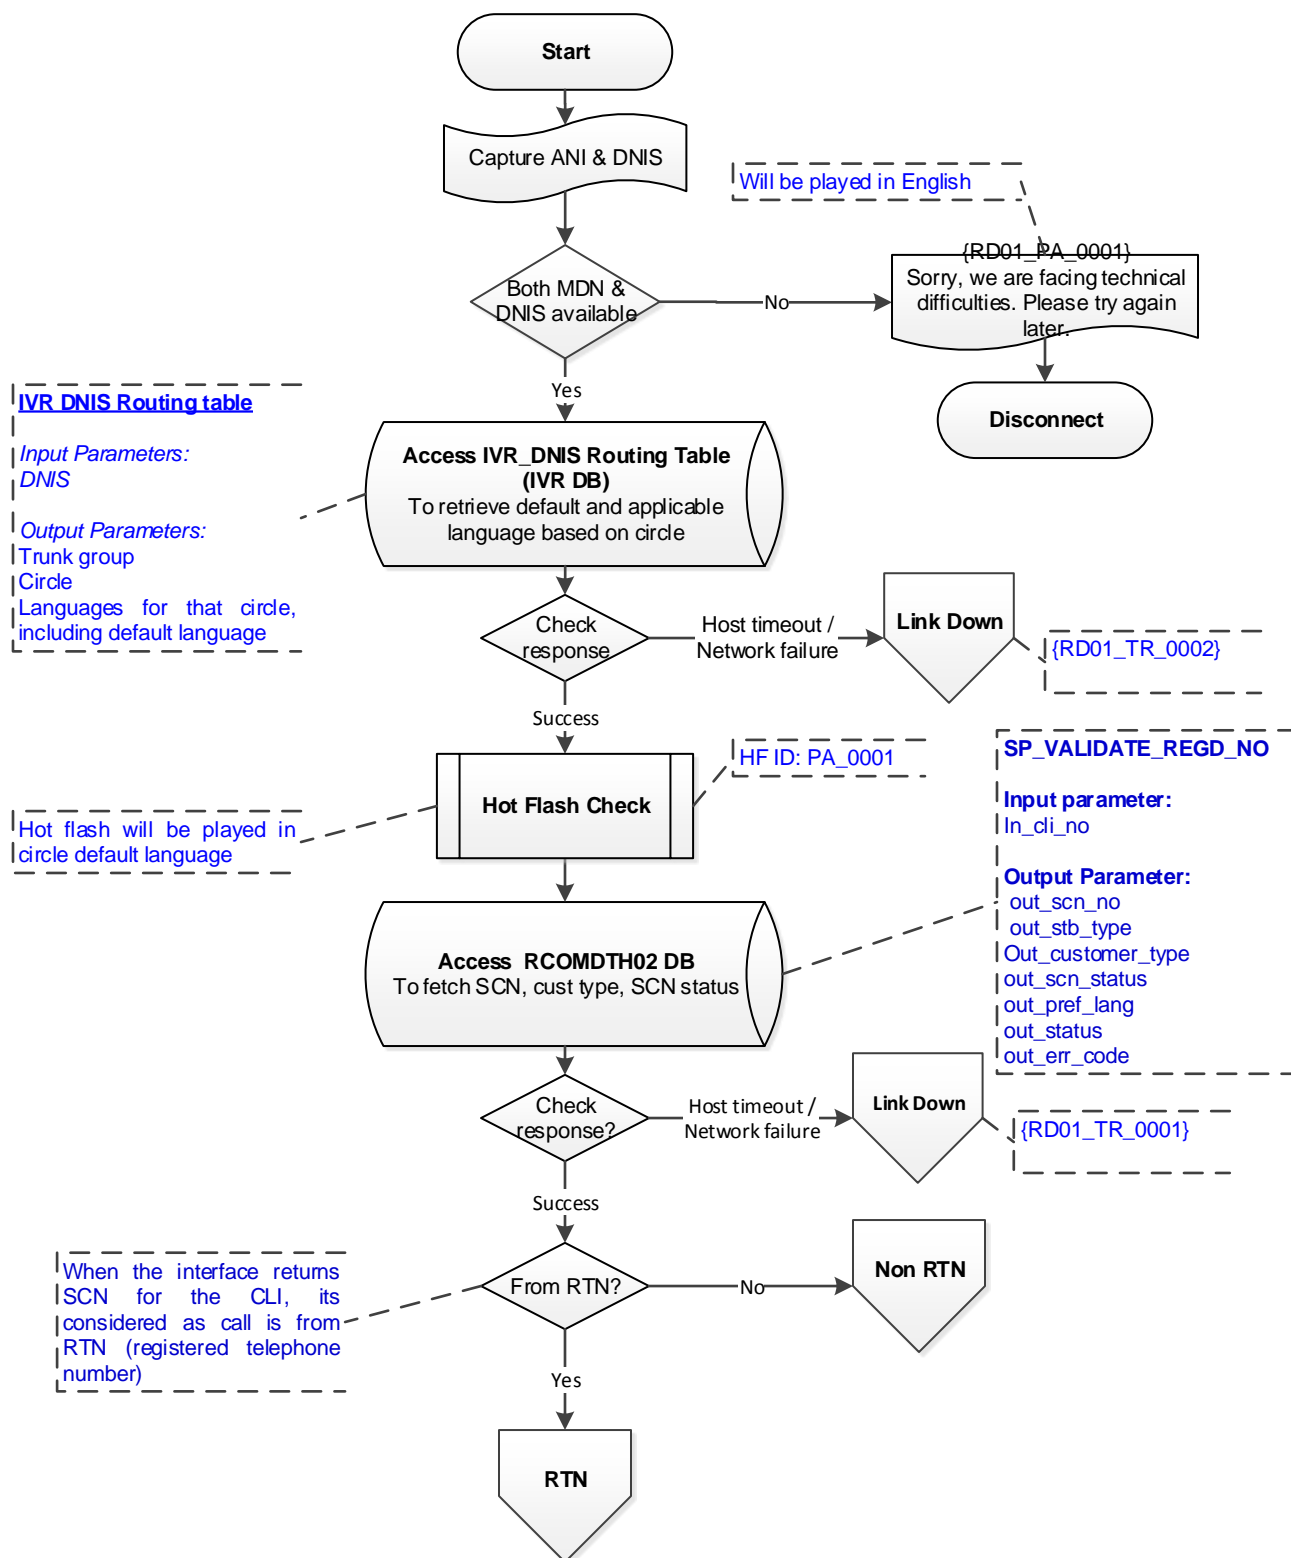 Start
Capture ANI & DNIS
Will be played in English
Both MDN &
DNIS available
No
{RD01_PA_0001}
Sorry, we are facing technical
difficulties. Please try again
later.
Disconnect
Yes
IVR DNIS Routing table
Input Parameters:
DNIS
Output Parameters:
Trunk group
Circle
Languages for that circle,
including default language
Access IVR_DNIS Routing Table
(IVR DB)
To retrieve default and applicable
language based on circle
Check
response
Host timeout /
Network failure
Link Down
{RD01_TR_0002}
Success
Hot Flash Check
HF ID: PA_0001
Hot flash will be played in
circle default language
SP_VALIDATE_REGD_NO
Input parameter:
In_cli_no
Output Parameter:
out_scn_no
out_stb_type
Out_customer_type
out_scn_status
out_pref_lang
out_status
out_err_code
Access RCOMDTH02 DB
To fetch SCN, cust type, SCN status
Check
response?
Host timeout /
Network failure
Link Down
{RD01_TR_0001}
Success
When the interface returns
SCN for the CLI, its
considered as call is from
RTN (registered telephone
number)
From RTN?
No
Non RTN
Yes
RTN